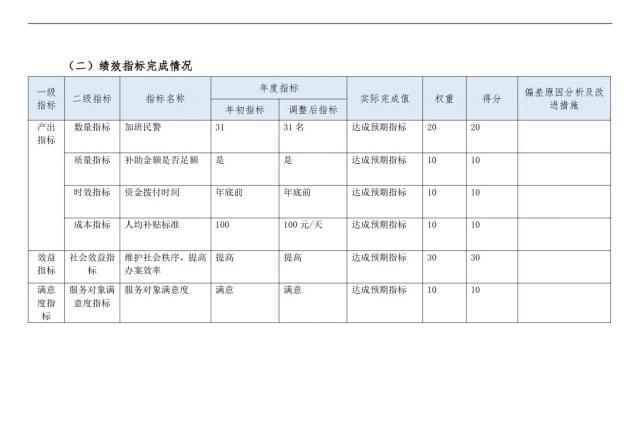 （二）绩效指标完成情况
一级指标 二级指标 指标名称 年度指标 实际完成值 权重 得分 偏差原因分析及改进措施
年初指标 调整后指标
产出指标 数量指标 加班民警 31 31 名 达成预期指标 20 20
质量指标 补助金额是否足额 是 是 达成预期指标 10 10
时效指标 资金拨付时间 年底前 年底前 达成预期指标 10 10
成本指标 人均补贴标准 100 100 元/天 达成预期指标 10 10
效益指标 社会效益指标 维护社会秩序，提高办案效率 提高 提高 达成预期指标 30 30
满意度指标 服务对象满意度指标 服务对象满意度 满意 满意 达成预期指标 10 10